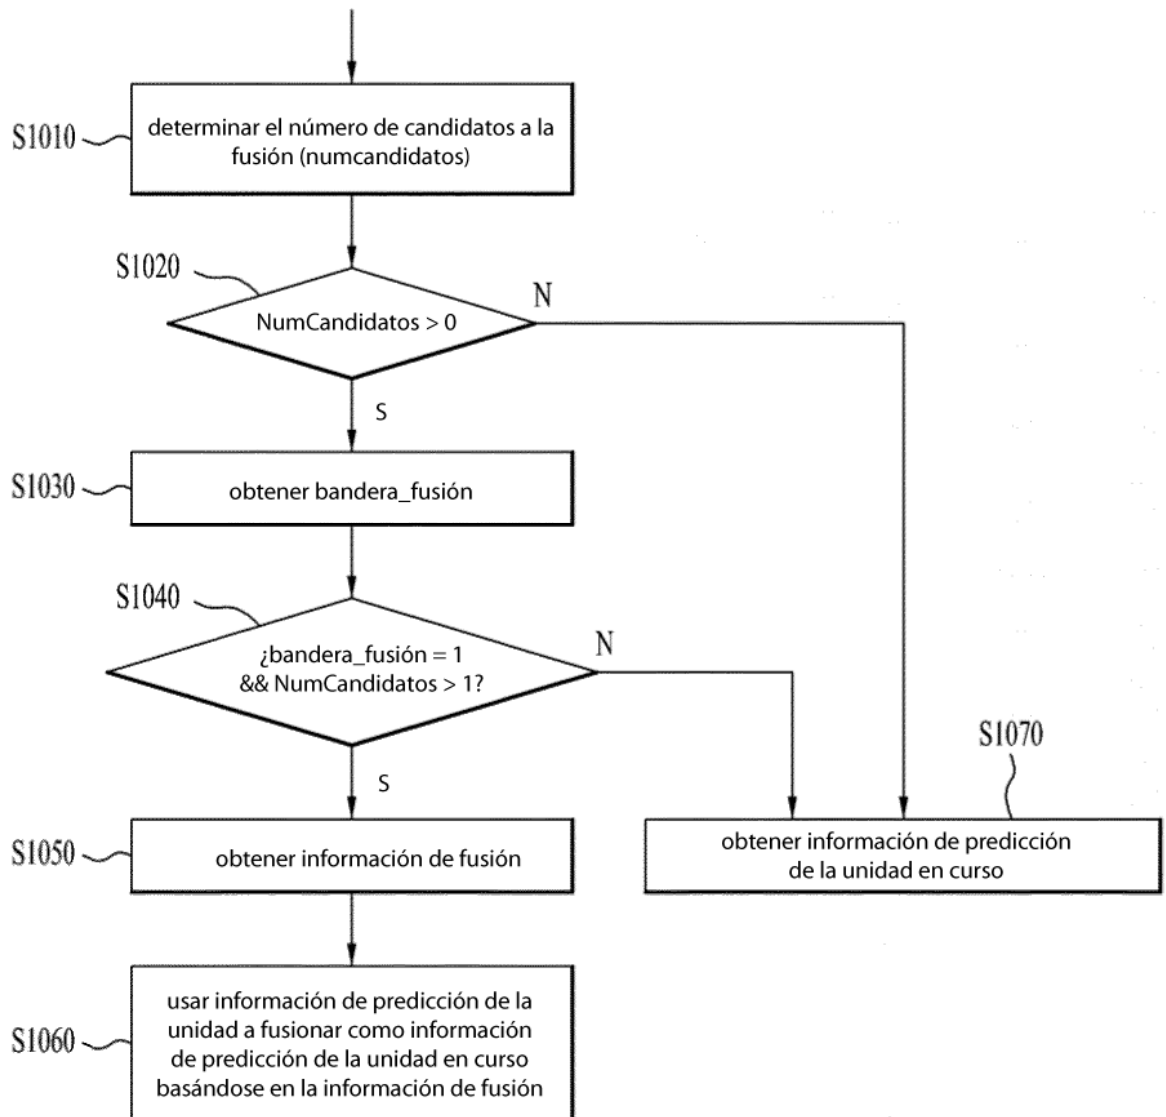 S1010
determinar el número de candidatos a la
fusión (numcandidatos)
S1020
NumCandidatos > 0
N
S
S1030
obtener bandera_fusión
S1040
¿bandera_fusión = 1
&& NumCandidatos > 1?
N
S
S1070
obtener información de predicción
de la unidad en curso
S1050
obtener información de fusión
S1060
usar información de predicción de la
unidad a fusionar como información
de predicción de la unidad en curso
basándose en la información de fusión